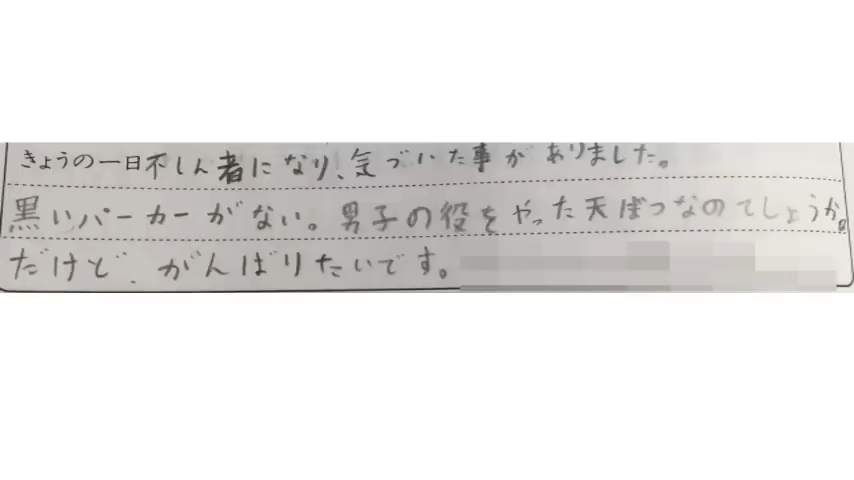 きょうの一日不しん者になり、気づいた事がありました。
黒いパーカーがない。男子の役をやった天ばつなのでしょうか。
だけど、がんばりたいです。